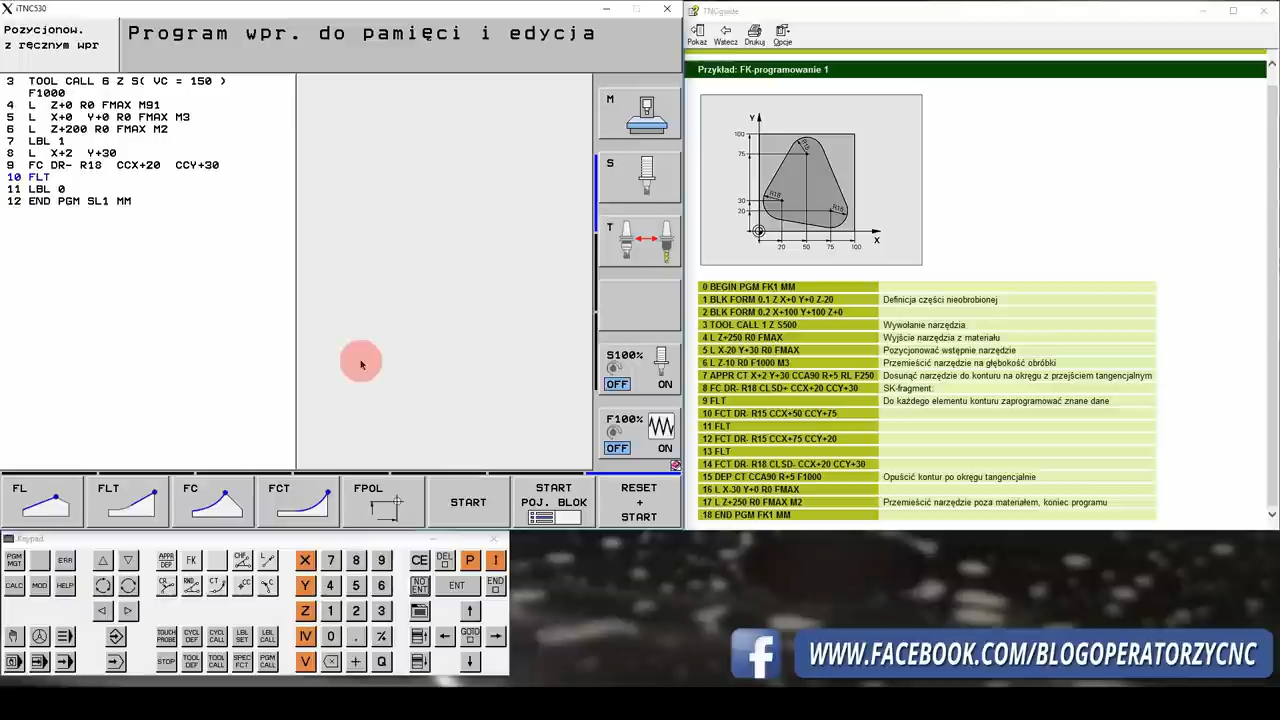 iTNC530
Pozycjonow.
z ręcznym wpr
Program wpr. do pamięci i edycja
3 TOOL CALL 6 Z S( VC = 150 )
F1000
4 L Z+0 R0 FMAX M91
5 L X+0 Y+0 R0 FMAX M3
6 L Z+200 R0 FMAX M2
7 LBL 1
8 L X+2 Y+30
9 FC DR- R18 CCX+20 CCY+30
10 FLT
11 LBL 0
12 END PGM SL1 MM
M
S
T
S100%
OFF ON
F100%
OFF ON
FL
FLT
FC
FCT
FPOL
START
START
POJ. BLOK
RESET
+
START
TNCguide
Pokaż Wstecz Drukuj Opcje
Przykład: FK-programowanie 1
Y
100
75
30
20
R15
R18
R15
20 50 75 100
X
0 BEGIN PGM FK1 MM
1 BLK FORM 0.1 Z X+0 Y+0 Z-20 Definicja części nieobrobionej
2 BLK FORM 0.2 X+100 Y+100 Z+0
3 TOOL CALL 1 Z S500 Wywołanie narzędzia
4 L Z+250 R0 FMAX Wyjście narzędzia z materiału
5 L X-20 Y+30 R0 FMAX Pozycjonować wstępnie narzędzie
6 L Z-10 R0 F1000 M3 Przemieścić narzędzie na głębokość obróbki
7 APPR CT X+2 Y+30 CCA90 R+5 RL F250 Dosunąć narzędzie do konturu na okręgu z przejściem tangencjalnym
8 FC DR- R18 CLSD+ CCX+20 CCY+30 SK-fragment:
9 FLT Do każdego elementu konturu zaprogramować znane dane
10 FCT DR- R15 CCX+50 CCY+75
11 FLT
12 FCT DR- R15 CCX+75 CCY+20
13 FLT
14 FCT DR- R18 CLSD- CCX+20 CCY+30
15 DEP CT CCA90 R+5 F1000 Opuścić kontur po okręgu tangencjalnie
16 L X-30 Y+0 R0 FMAX
17 L Z+250 R0 FMAX M2 Przemieścić narzędzie poza materiałem, koniec programu
18 END PGM FK1 MM
Keypad
PGM MGT ERR APPR DEP FK CHF L X 7 8 9 CE DEL P I
CALC MOD HELP CR RND CT CC C Y 4 5 6 NO ENT ENT END
Z 1 2 3
TOUCH PROBE CYCL DEF CYCL CALL LBL SET LBL CALL IV 0 . GOTO
STOP TOOL DEF TOOL CALL SPEC FCT PGM CALL V + Q
f WWW.FACEBOOK.COM/BLOGOPERATORZYCNC